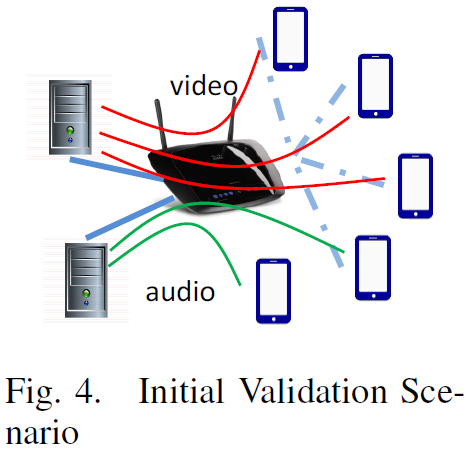 video
audio
Fig. 4. Initial Validation Sce-
nario